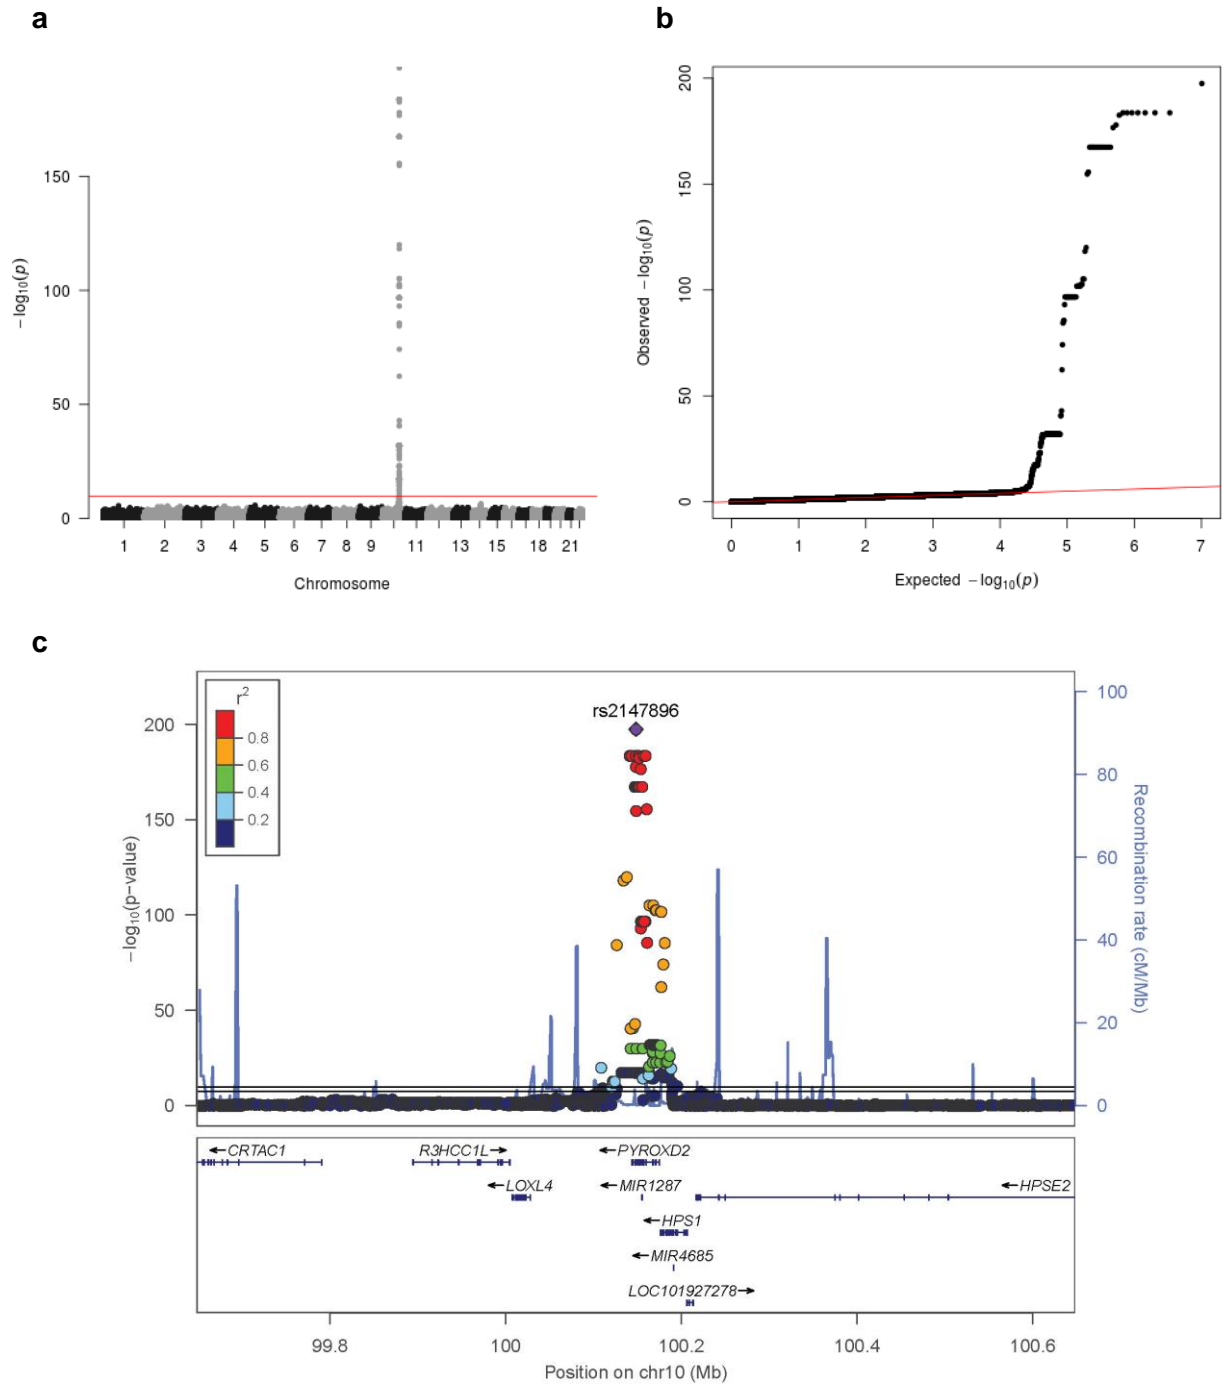 a
b
150
100
50
0
−log10(p)
1 2 3 4 5 6 7 8 9 11 13 15 18 21
Chromosome
200
150
100
50
0
Observed −log10(p)
0 1 2 3 4 5 6 7
Expected −log10(p)
c
r2
0.8
0.6
0.4
0.2
rs2147896
200
150
100
50
0
−log10(p−value)
100
80
60
40
20
0
Recombination rate (cM/Mb)
CRTAC1
R3HCC1L
PYROXD2
LOXL4
MIR1287
HPSE2
HPS1
MIR4685
LOC101927278
99.8 100 100.2 100.4 100.6
Position on chr10 (Mb)